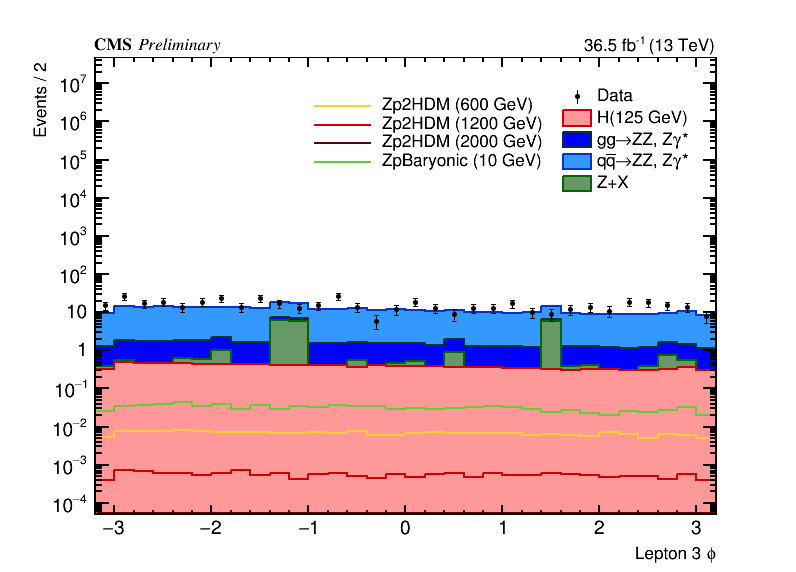 CMS Preliminary
36.5 fb⁻¹ (13 TeV)
Events / 2
10⁷
10⁶
10⁵
10⁴
10³
10²
10
1
10⁻¹
10⁻²
10⁻³
10⁻⁴
Zp2HDM (600 GeV)
Zp2HDM (1200 GeV)
Zp2HDM (2000 GeV)
ZpBaryonic (10 GeV)
Data
H(125 GeV)
gg→ZZ, Zγ*
qq̅→ZZ, Zγ*
Z+X
−3 −2 −1 0 1 2 3
Lepton 3 ϕ